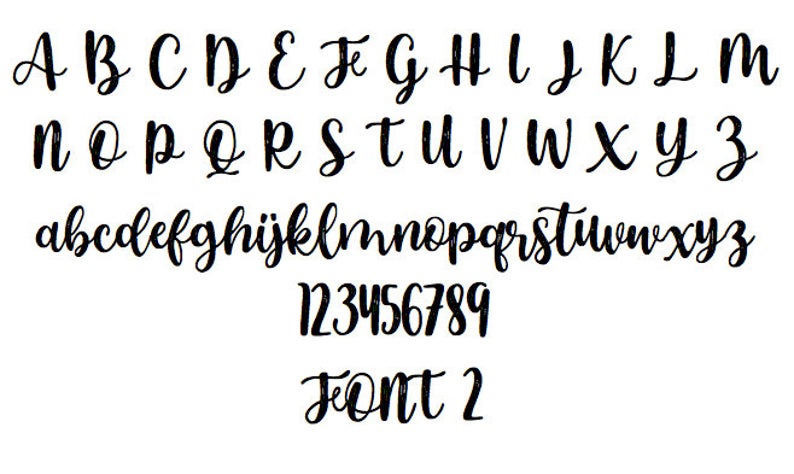 A B C D E F G H I J K L M
N O P Q R S T U V W X Y Z
abcdefghijklmnopqrstuvwxyz
123456789
FONT 2